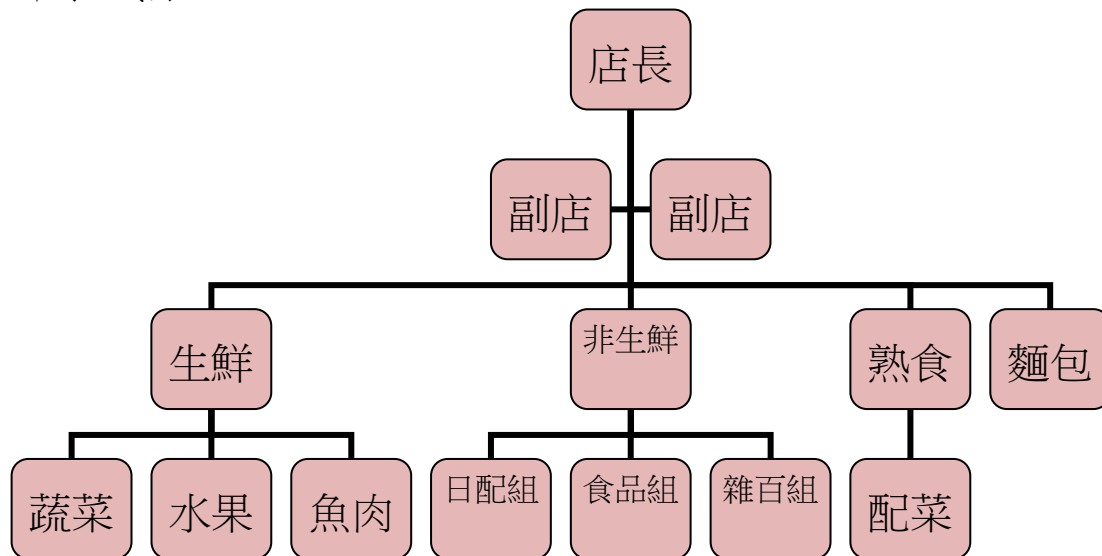 店長
副店
副店
生鮮
非生鮮
熟食
麵包
蔬菜
水果
魚肉
日配組
食品組
雜百組
配菜